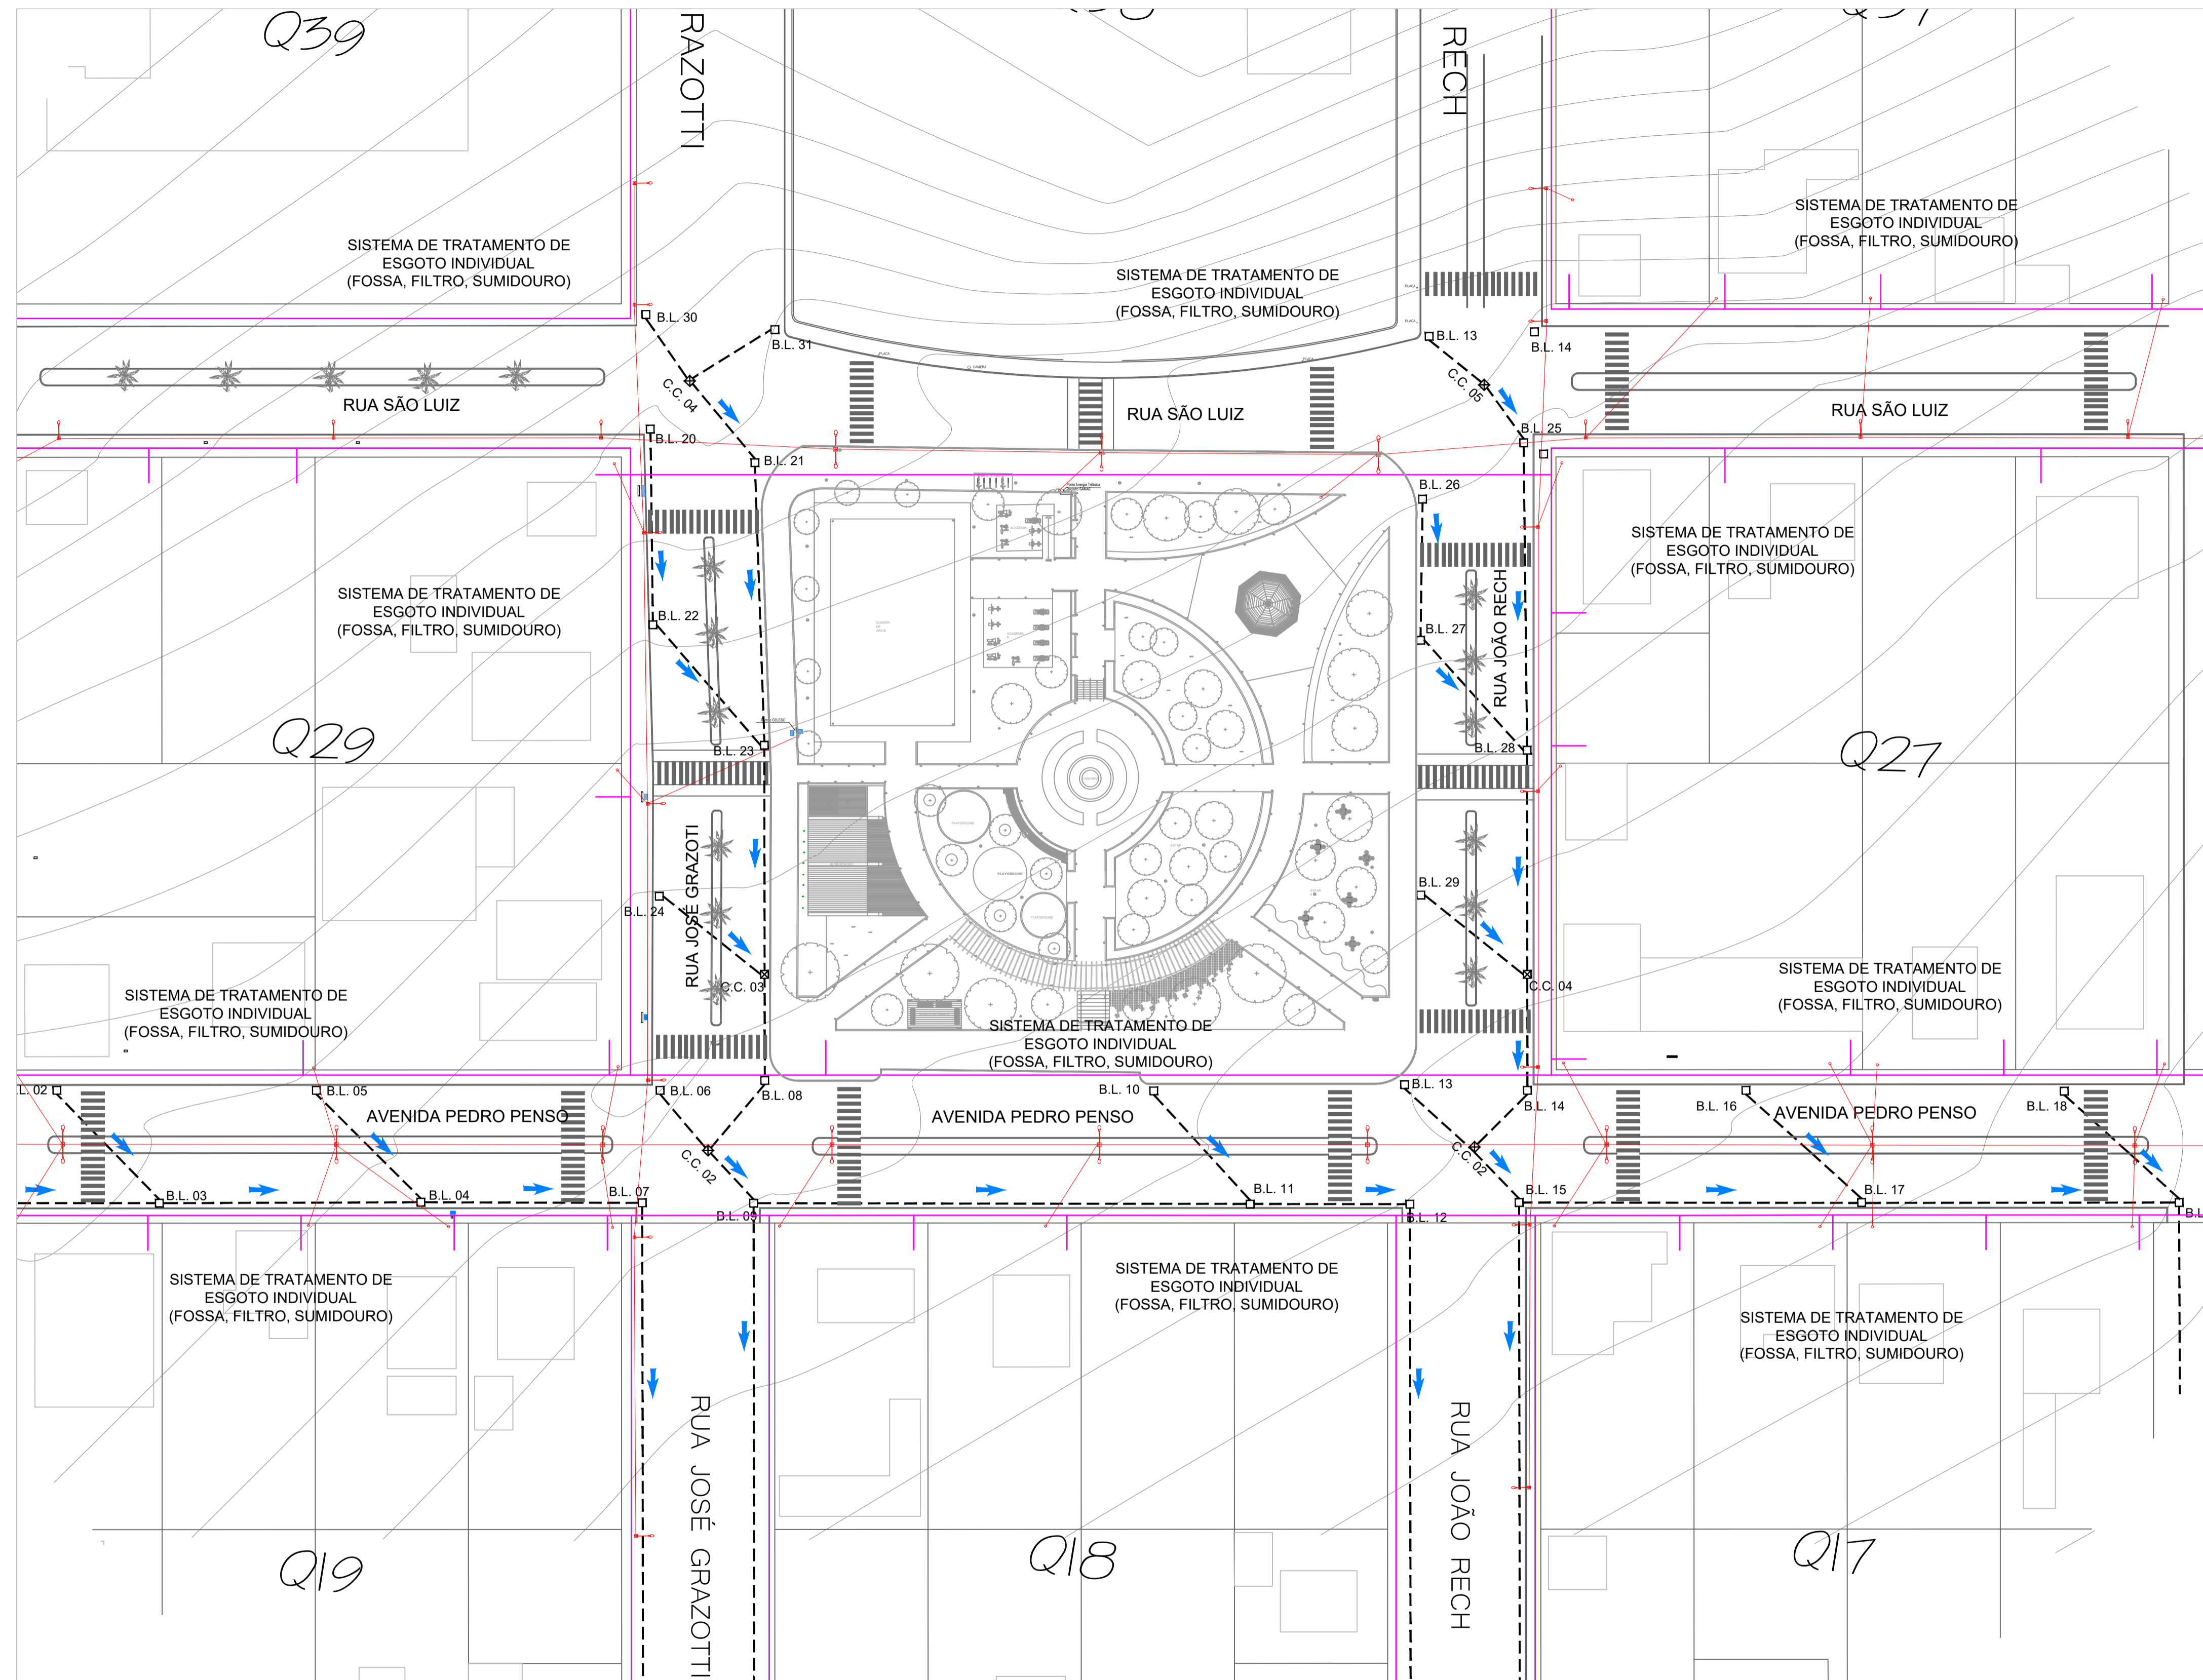 Q39
RAZOTTI
RECH
SISTEMA DE TRATAMENTO DE
ESGOTO INDIVIDUAL
(FOSSA, FILTRO, SUMIDOURO)
SISTEMA DE TRATAMENTO DE
ESGOTO INDIVIDUAL
(FOSSA, FILTRO, SUMIDOURO)
SISTEMA DE TRATAMENTO DE
ESGOTO INDIVIDUAL
(FOSSA, FILTRO, SUMIDOURO)
PLACA
PLACA
B.L. 30
B.L. 31
B.L. 13
B.L. 14
PLACA
C.C. 04
C.C. 05
RUA SÃO LUIZ
RUA SÃO LUIZ
RUA SÃO LUIZ
B.L. 20
B.L. 21
B.L. 25
B.L. 26
SISTEMA DE TRATAMENTO DE
ESGOTO INDIVIDUAL
(FOSSA, FILTRO, SUMIDOURO)
SISTEMA DE TRATAMENTO DE
ESGOTO INDIVIDUAL
(FOSSA, FILTRO, SUMIDOURO)
B.L. 22
B.L. 27
RUA JOÃO RECH
Q29
B.L. 23
B.L. 28
Q27
PLAYGROUND
PLAYGROUND
PLAYGROUND
RUA JOSÉ GRAZOTI
B.L. 24
B.L. 29
C.C. 03
C.C. 04
SISTEMA DE TRATAMENTO DE
ESGOTO INDIVIDUAL
(FOSSA, FILTRO, SUMIDOURO)
SISTEMA DE TRATAMENTO DE
ESGOTO INDIVIDUAL
(FOSSA, FILTRO, SUMIDOURO)
SISTEMA DE TRATAMENTO DE
ESGOTO INDIVIDUAL
(FOSSA, FILTRO, SUMIDOURO)
.L. 02
B.L. 05
B.L. 06
B.L. 08
B.L. 10
B.L. 13
B.L. 14
B.L. 16
B.L. 18
AVENIDA PEDRO PENSO
AVENIDA PEDRO PENSO
AVENIDA PEDRO PENSO
C.C. 02
C.C. 02
B.L. 03
B.L. 04
B.L. 07
B.L. 09
B.L. 11
B.L. 12
B.L. 15
B.L. 17
B.L
SISTEMA DE TRATAMENTO DE
ESGOTO INDIVIDUAL
(FOSSA, FILTRO, SUMIDOURO)
SISTEMA DE TRATAMENTO DE
ESGOTO INDIVIDUAL
(FOSSA, FILTRO, SUMIDOURO)
SISTEMA DE TRATAMENTO DE
ESGOTO INDIVIDUAL
(FOSSA, FILTRO, SUMIDOURO)
RUA JOSÉ GRAZOTTI
RUA JOÃO RECH
Q19
Q18
Q17